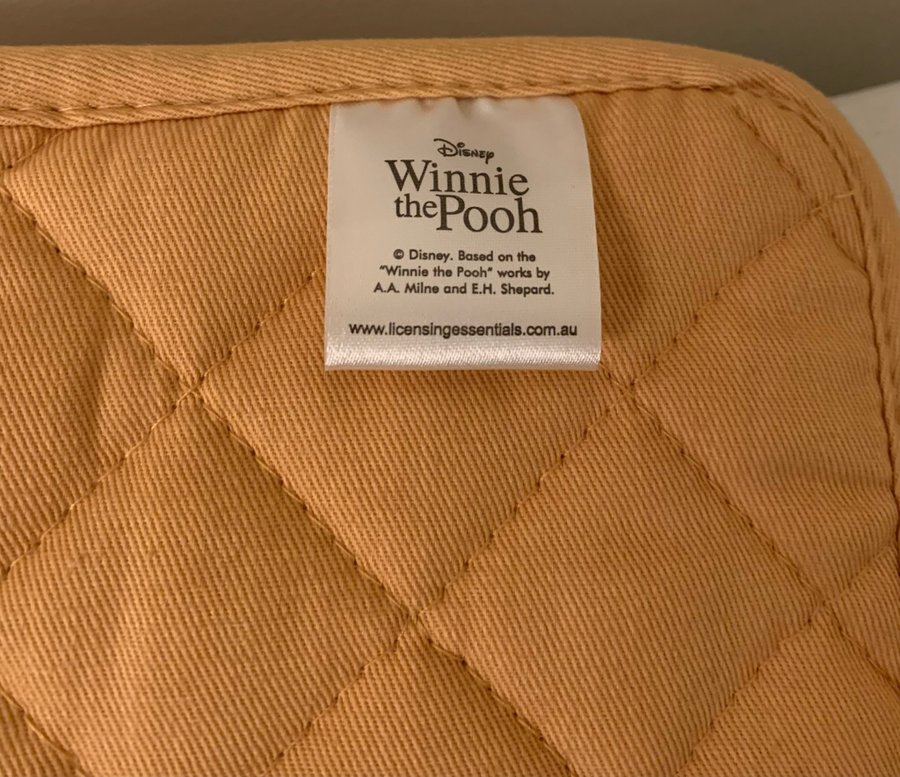 Disney
Winnie
the Pooh
© Disney. Based on the
"Winnie the Pooh" works by
A.A. Milne and E.H. Shepard.
www.licensingessentials.com.au